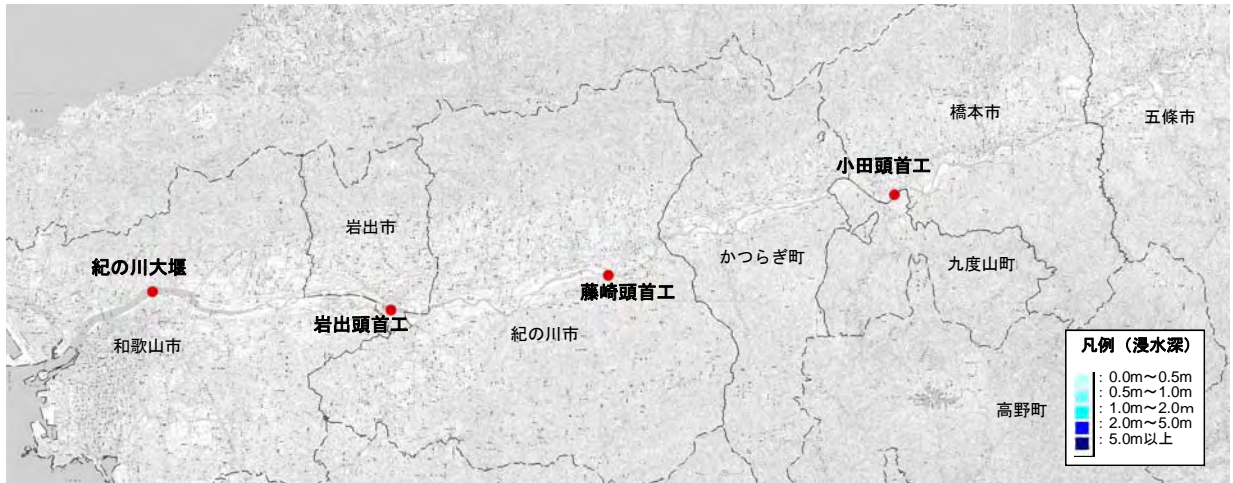 橋本市
五條市
小田頭首工
岩出市
紀の川大堰
かつらぎ町
九度山町
藤崎頭首工
岩出頭首工
紀の川市
和歌山市
高野町
凡例（浸水深）
: 0.0m～0.5m
: 0.5m～1.0m
: 1.0m～2.0m
: 2.0m～5.0m
: 5.0m以上